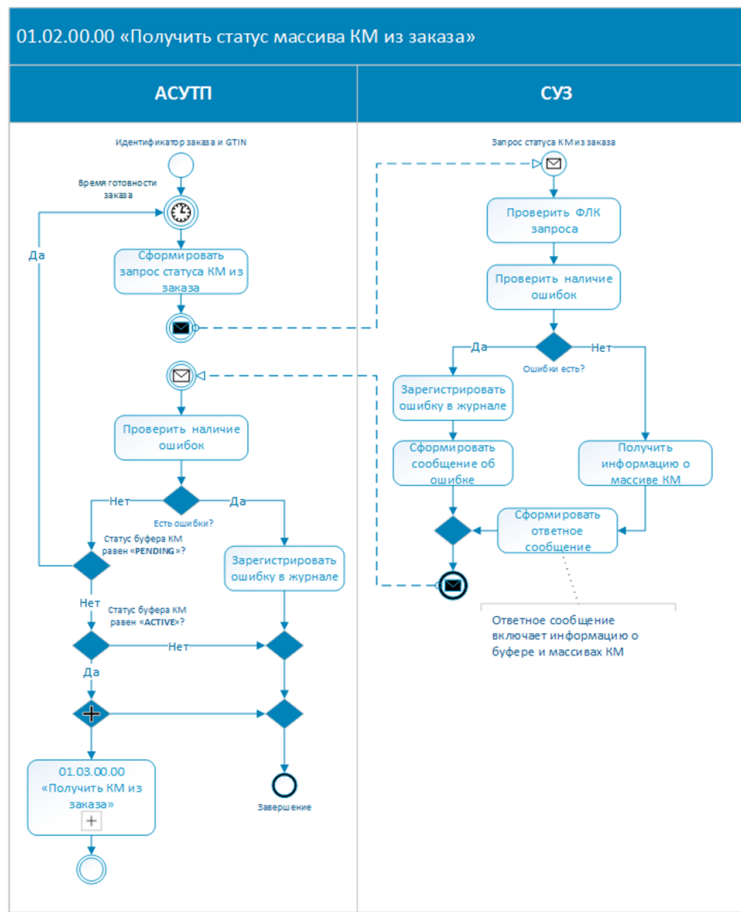 01.02.00.00 «Получить статус массива КМ из заказа»
АСУТП
СУЗ
Идентификатор заказа и GTIN
Время готовности
заказа
Да
Сформировать
запрос статуса КМ из
заказа
Проверить наличие
ошибок
Нет
Да
Есть ошибки?
Статус буфера КМ
равен «PENDING»?
Зарегистрировать
ошибку в журнале
Нет
Статус буфера КМ
равен «ACTIVE»?
Нет
Да
01.03.00.00
«Получить КМ из
заказа»
Завершение
Запрос статуса КМ из заказа
Проверить ФЛК
запроса
Проверить наличие
ошибок
Да
Нет
Ошибки есть?
Зарегистрировать
ошибку в журнале
Сформировать
сообщение об
ошибке
Получить
информацию о
массиве КМ
Сформировать
ответное
сообщение
Ответное сообщение
включает информацию о
буфере и массивах КМ